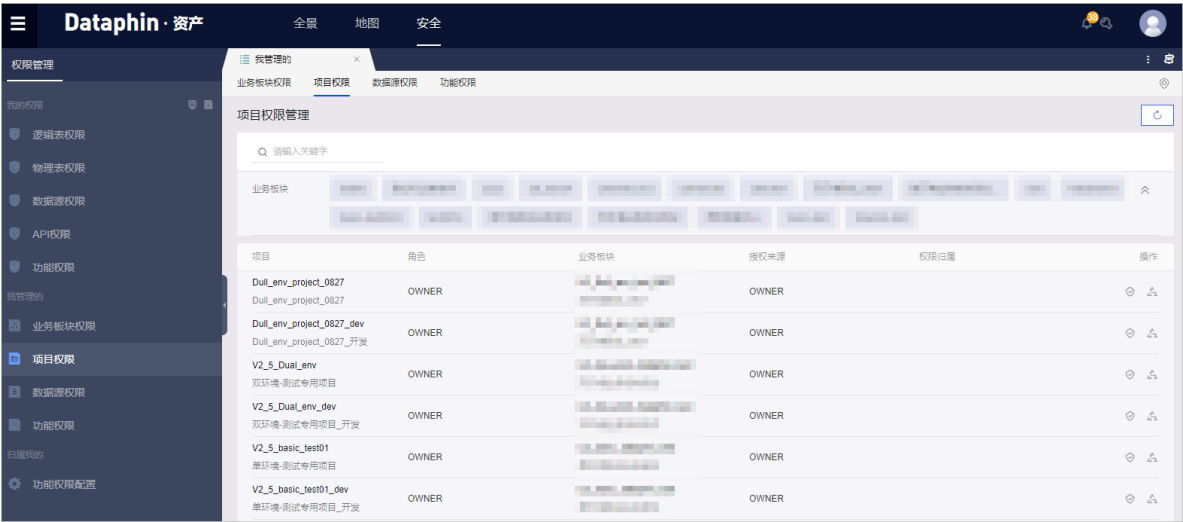 Dataphin · 资产 全景 地图 安全 38
权限管理 我管理的 ×
业务板块权限 项目权限 数据源权限 功能权限
我的权限
逻辑表权限
物理表权限
数据源权限
API权限
功能权限
我管理的
业务板块权限
项目权限
数据源权限
功能权限
归属我的
功能权限配置
项目权限管理
请输入关键字
业务板块
项目 角色 业务板块 授权来源 权限归属 操作
Dull_env_project_0827
Dull_env_project_0827
OWNER OWNER
Dull_env_project_0827_dev
Dull_env_project_0827_开发
OWNER OWNER
V2_5_Dual_env
双环境-测试专用项目
OWNER OWNER
V2_5_Dual_env_dev
双环境-测试专用项目_开发
OWNER OWNER
V2_5_basic_test01
单环境-测试专用项目
OWNER OWNER
V2_5_basic_test01_dev
单环境-测试专用项目_开发
OWNER OWNER